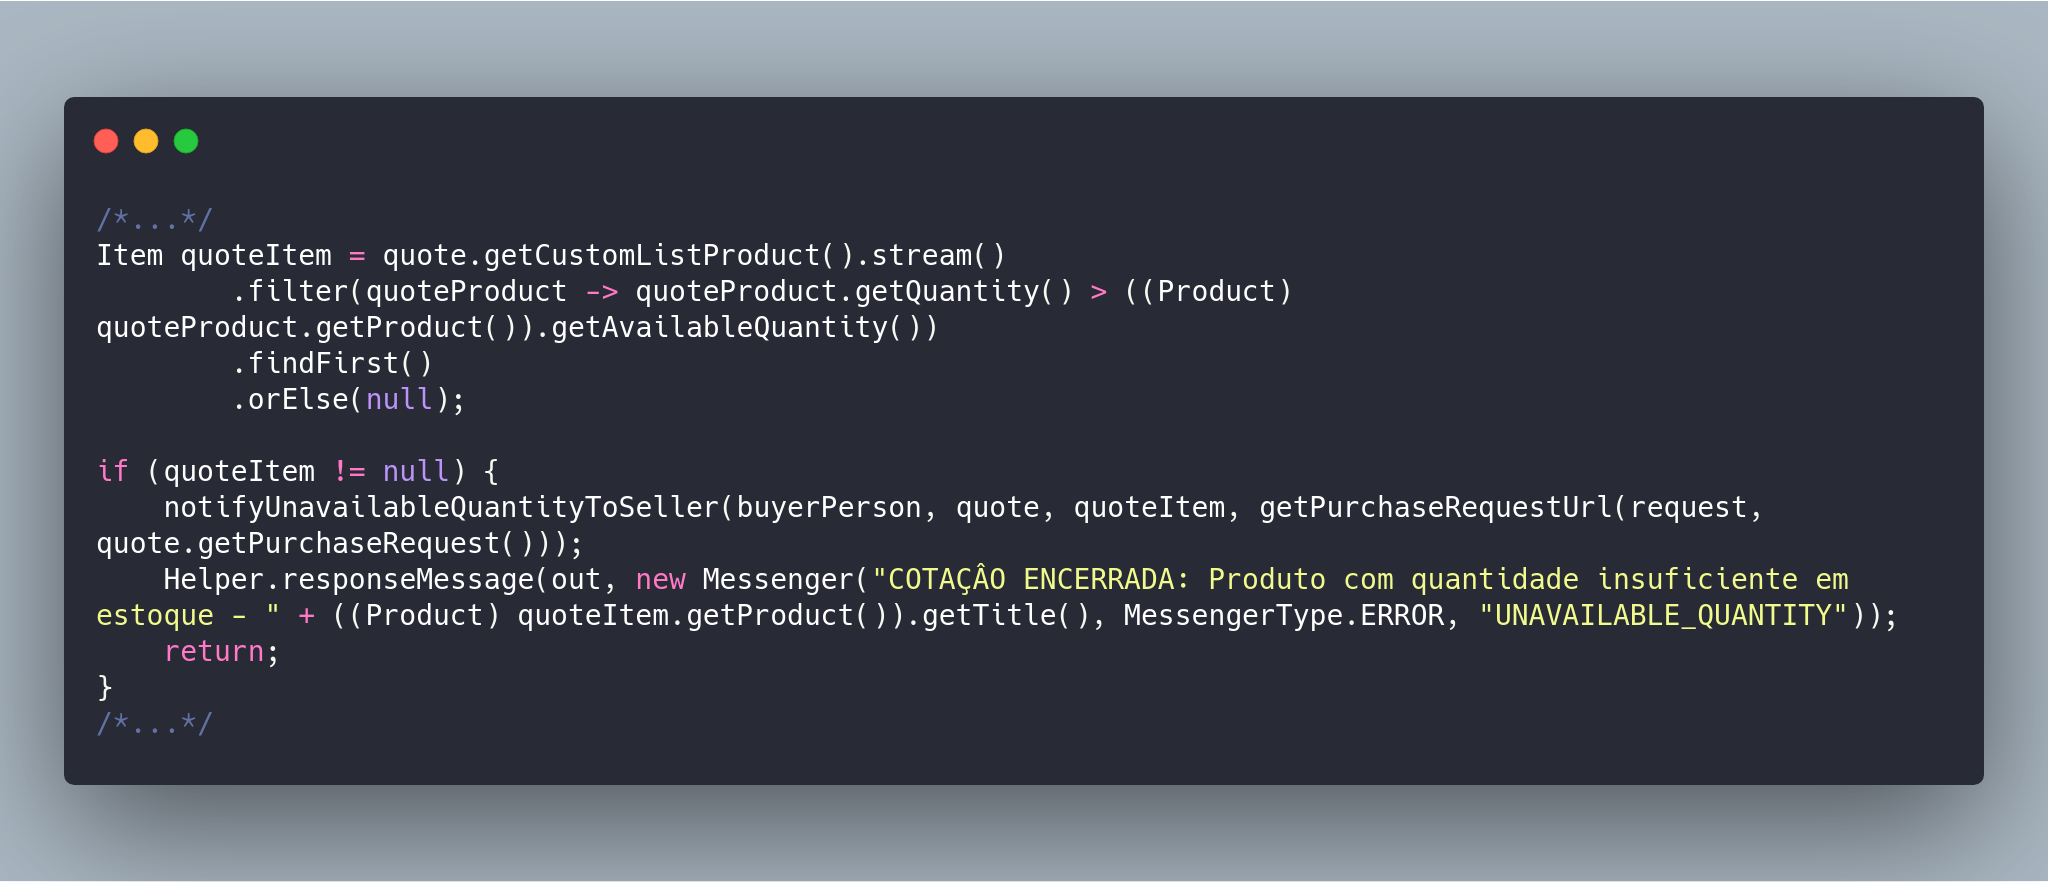 /*...*/
Item quoteItem = quote.getCustomListProduct().stream()
        .filter(quoteProduct -> quoteProduct.getQuantity() > ((Product)
quoteProduct.getProduct()).getAvailableQuantity())
        .findFirst()
        .orElse(null);

if (quoteItem != null) {
    notifyUnavailableQuantityToSeller(buyerPerson, quote, quoteItem, getPurchaseRequestUrl(request,
quote.getPurchaseRequest()));
    Helper.responseMessage(out, new Messenger("COTAÇÂO ENCERRADA: Produto com quantidade insuficiente em
estoque - " + ((Product) quoteItem.getProduct()).getTitle(), MessengerType.ERROR, "UNAVAILABLE_QUANTITY"));
    return;
}
/*...*/